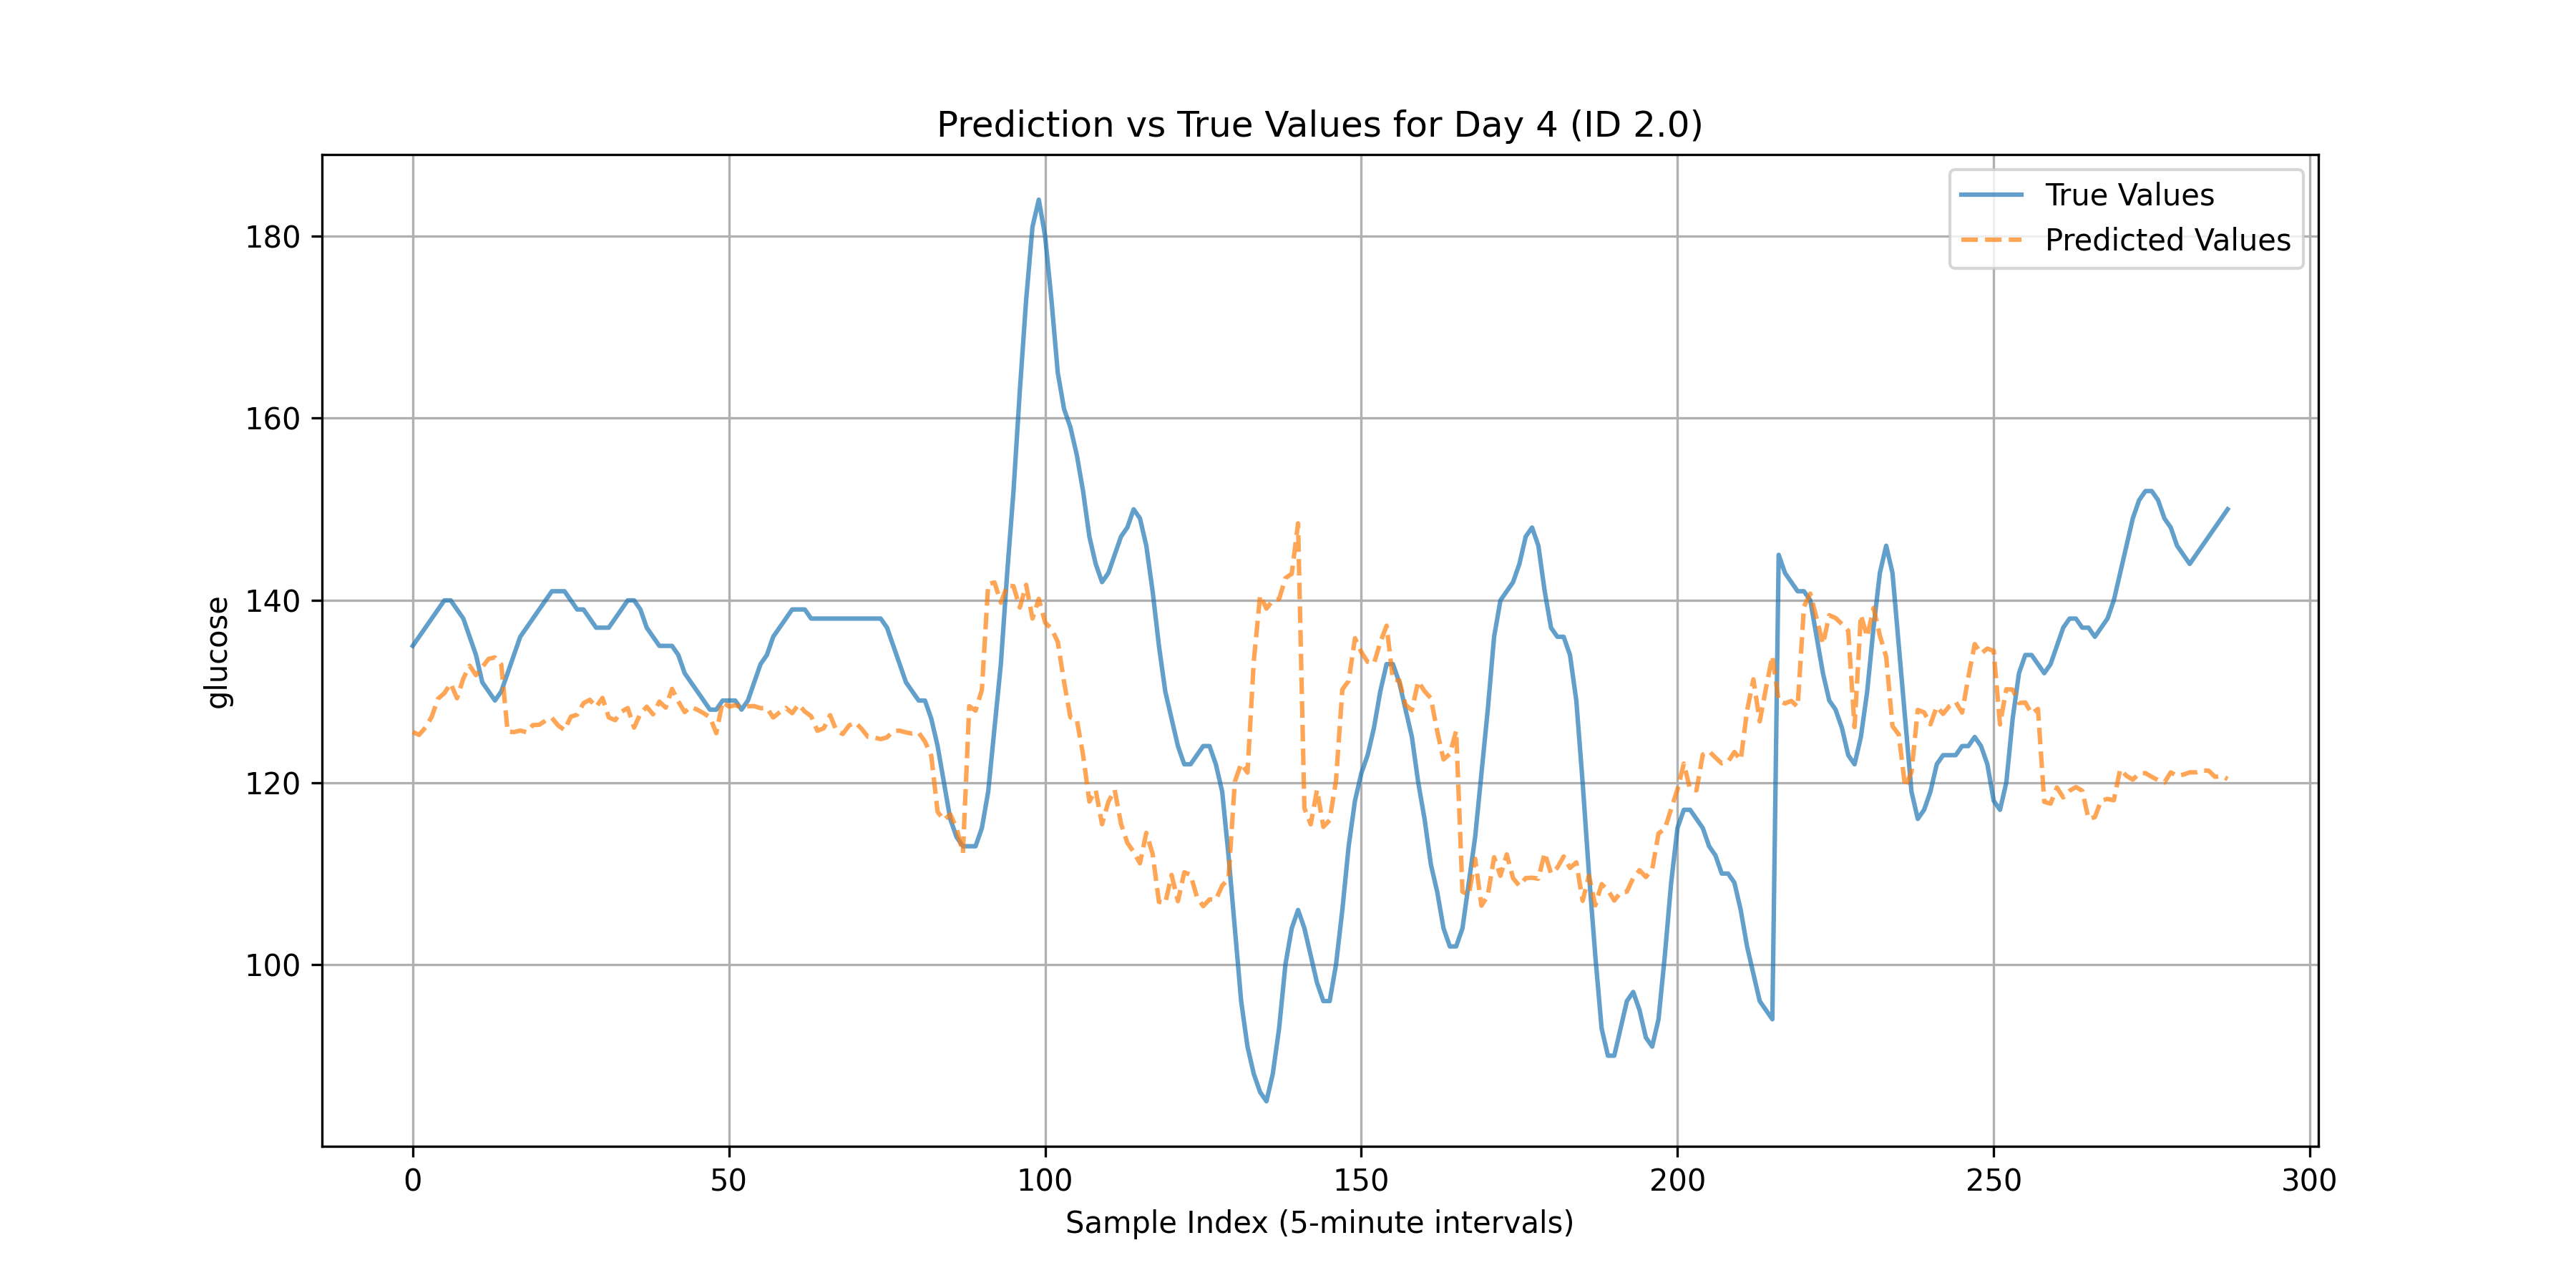 Prediction vs True Values for Day 4 (ID 2.0)
True Values
Predicted Values
glucose
180
160
140
120
100
0 50 100 150 200 250 300
Sample Index (5-minute intervals)